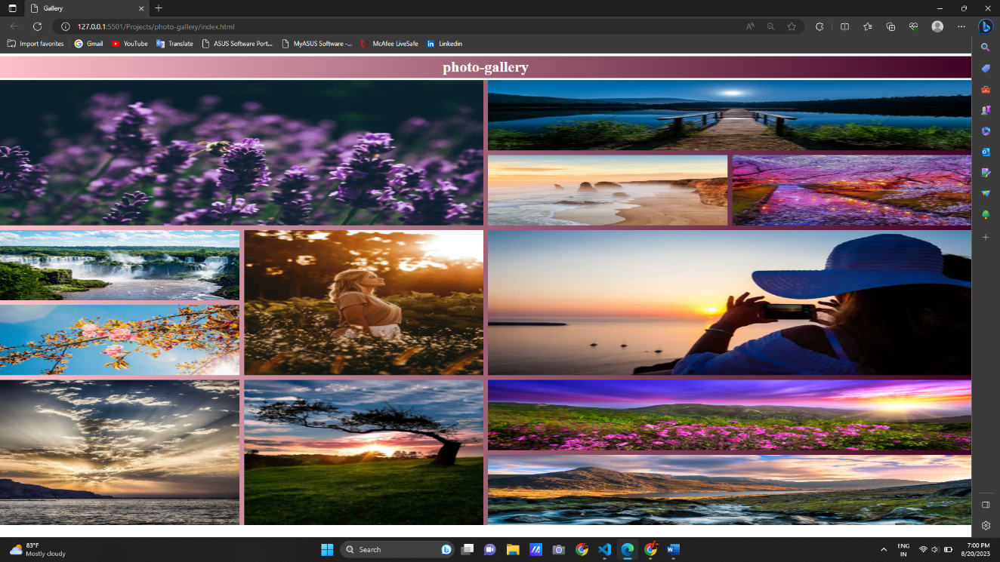 Gallery
127.0.0.1:5501/Projects/photo-gallery/index.html
Import favorites Gmail YouTube Translate ASUS Software Port... MyASUS Software -... McAfee LiveSafe Linkedin
photo-gallery
83°F
Mostly cloudy
Search
ENG
IN
7:00 PM
8/20/2023